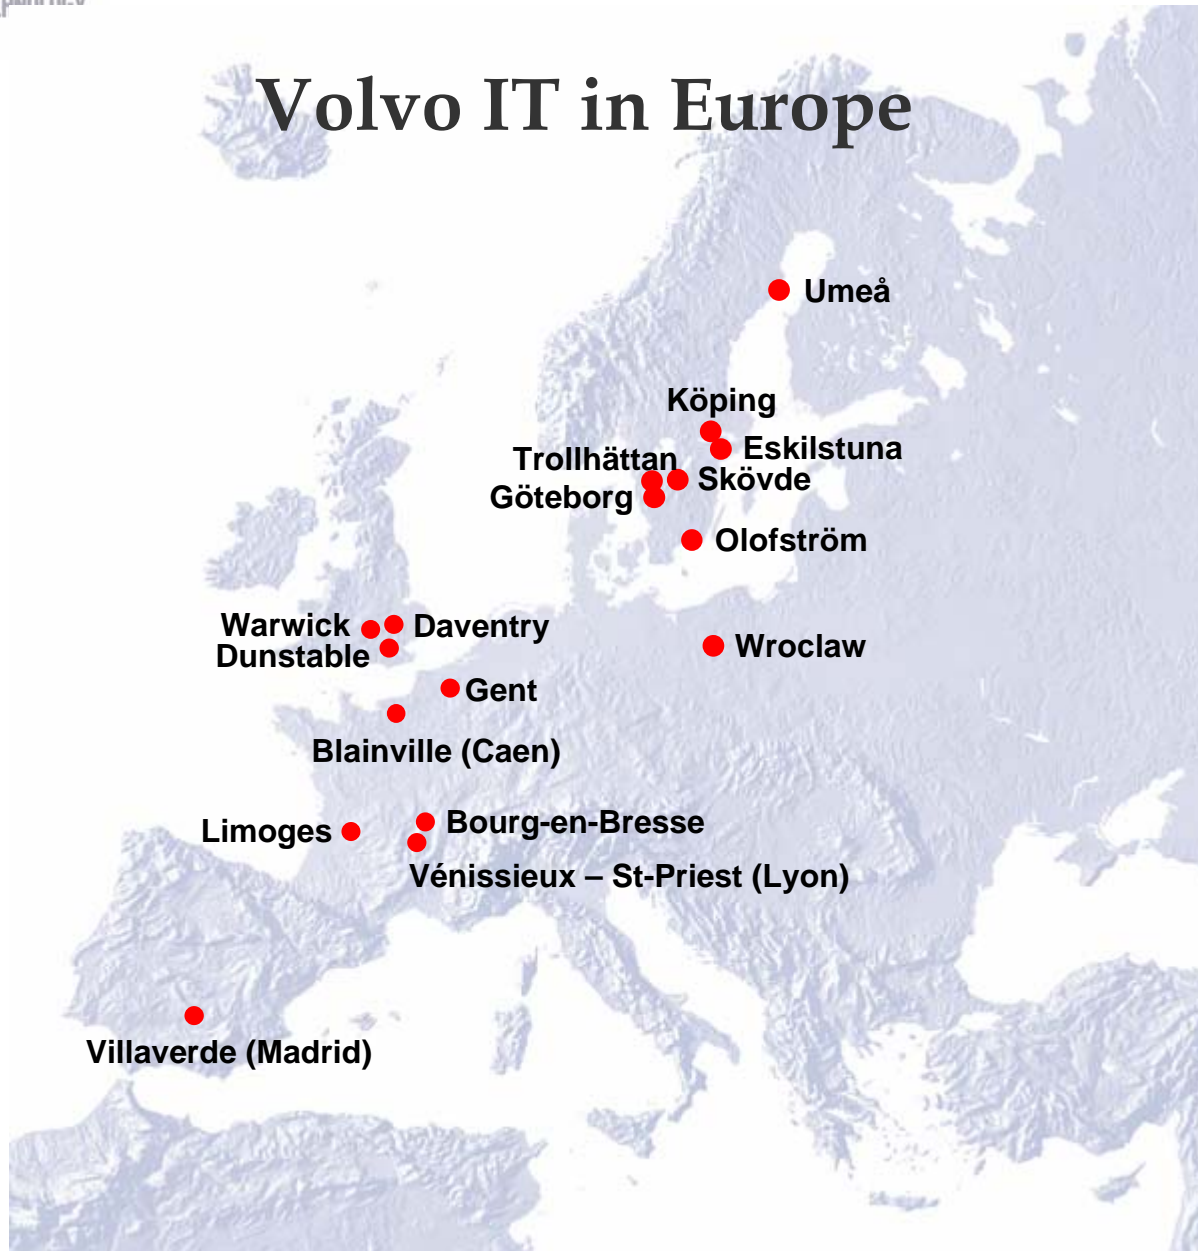 Volvo IT in Europe
Umeå
Köping
Eskilstuna
Trollhättan
Skövde
Göteborg
Olofström
Warwick
Daventry
Dunstable
Wroclaw
Gent
Blainville (Caen)
Bourg-en-Bresse
Limoges
Vénissieux – St-Priest (Lyon)
Villaverde (Madrid)